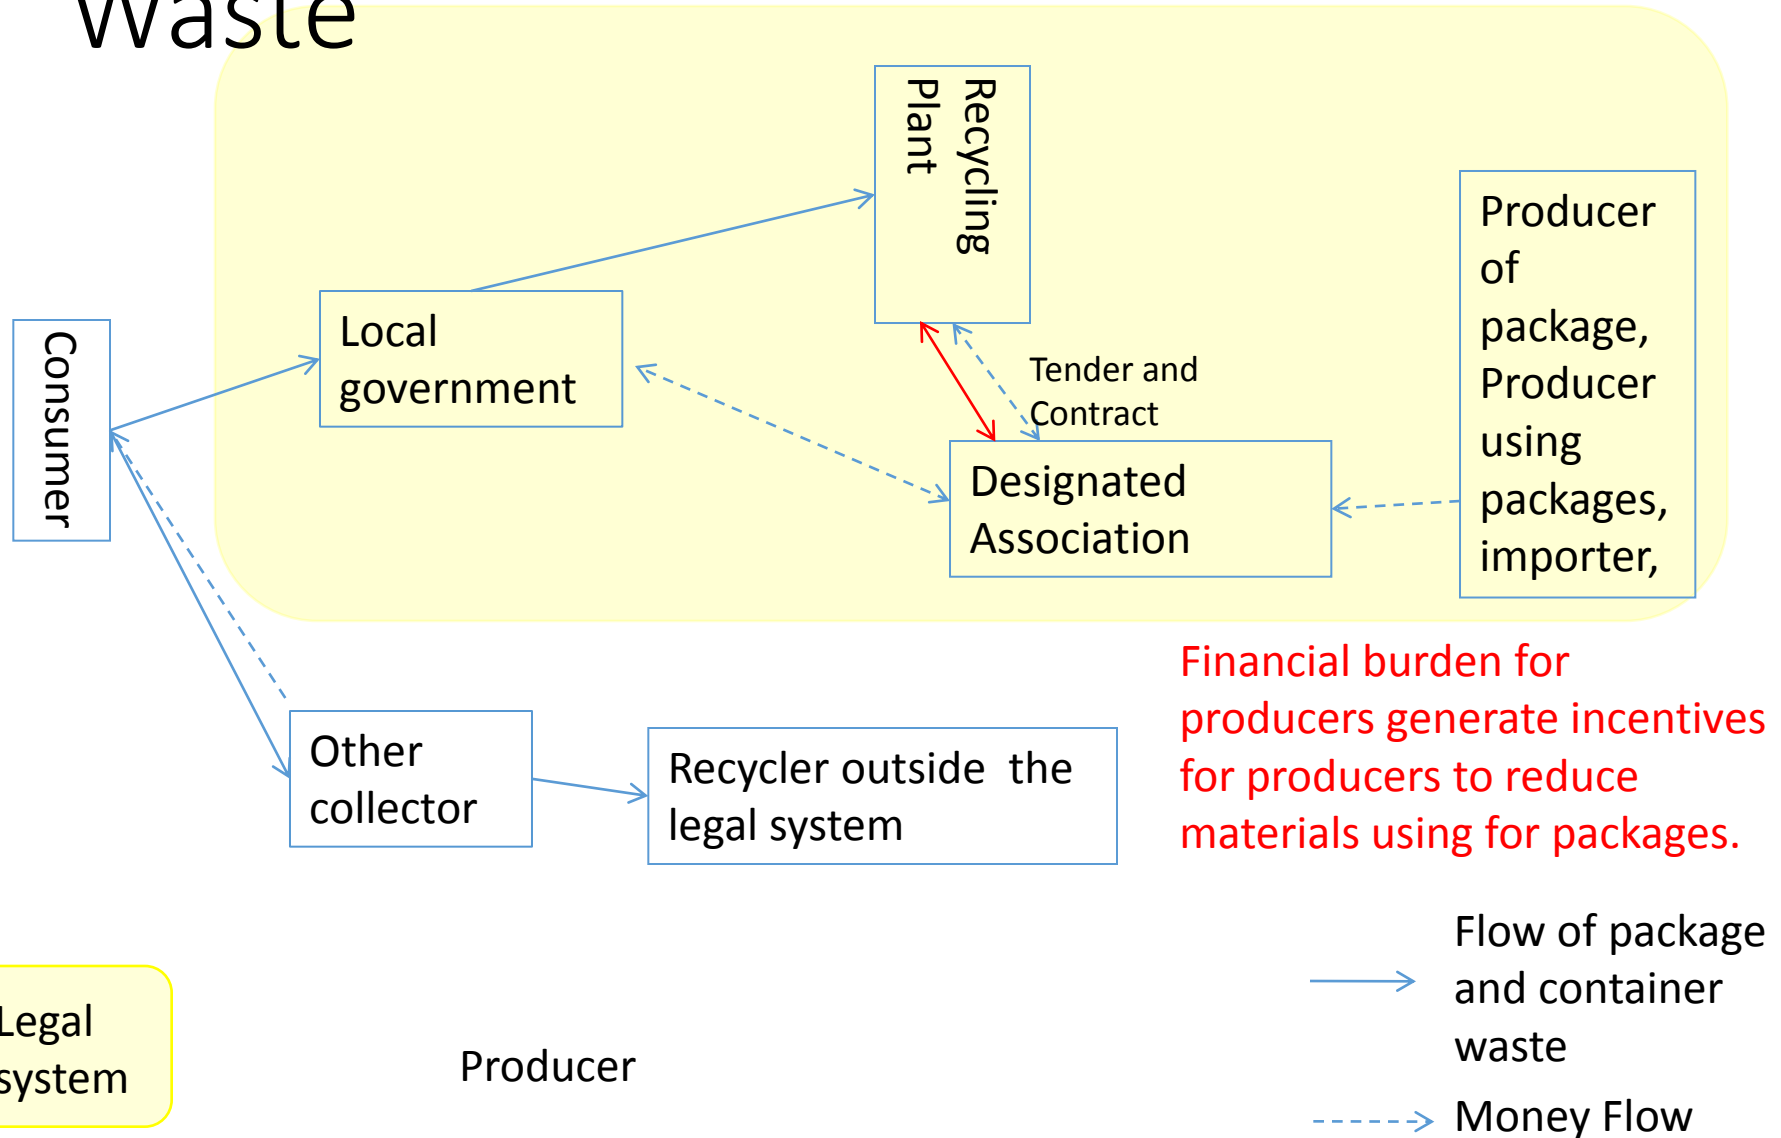 Waste
Recycling
Plant
Producer
of
package,
Producer
using
packages,
importer,
Local
government
Consumer
Tender and
Contract
Designated
Association
Financial burden for
producers generate incentives
for producers to reduce
materials using for packages.
Other
collector
Recycler outside the
legal system
Flow of package
and container
waste
Legal
system
Producer
Money Flow